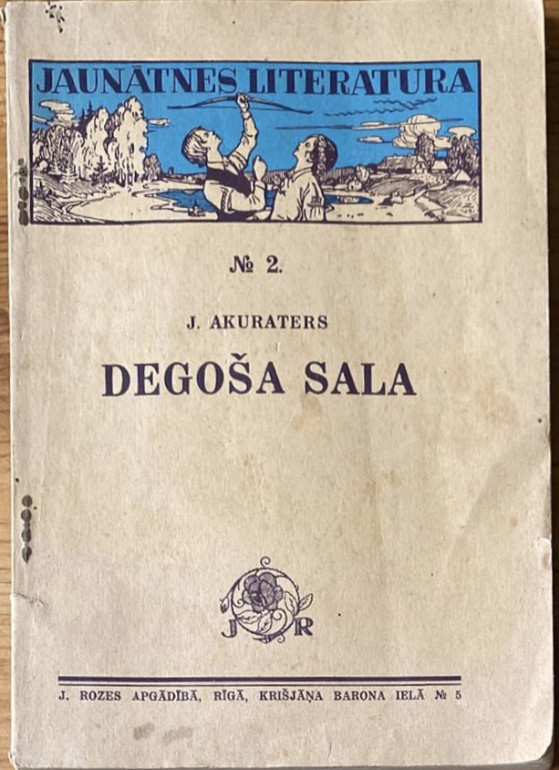 JAUNĀTNES LITERATURA
№ 2.
J. AKURATERS
DEGOŠA SALA
J R
J. ROZES APGĀDĪBĀ, RĪGĀ, KRIŠJĀŅA BARONA IELĀ № 5